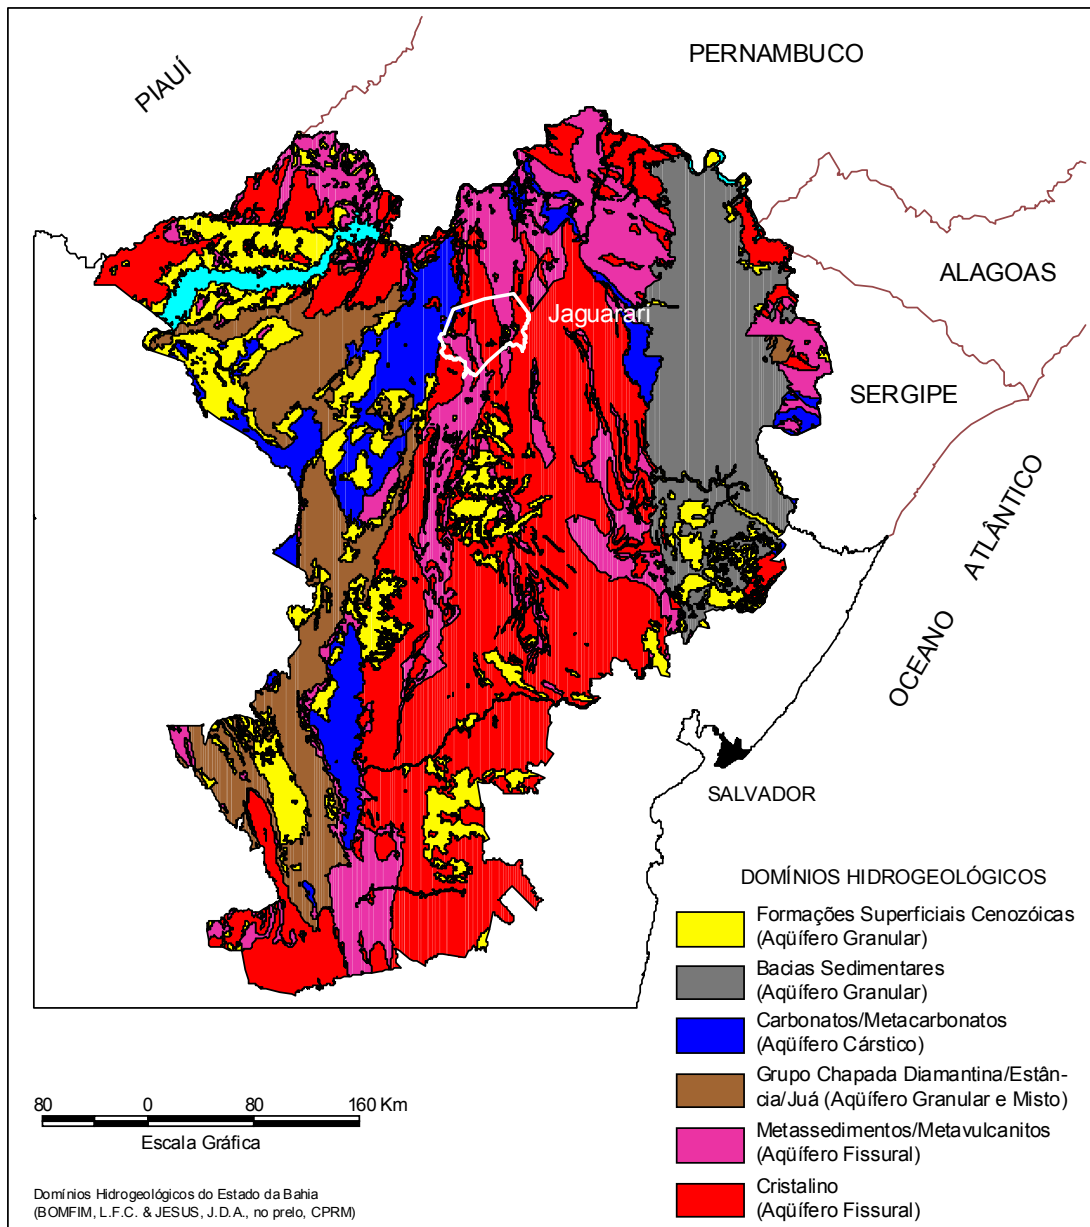 PERNAMBUCO
PIAUÍ
ALAGOAS
Jaguarari
SERGIPE
OCEANO ATLÂNTICO
SALVADOR
DOMÍNIOS HIDROGEOLÓGICOS
Formações Superficiais Cenozóicas
(Aqüífero Granular)
Bacias Sedimentares
(Aqüífero Granular)
Carbonatos/Metacarbonatos
(Aqüífero Cárstico)
Grupo Chapada Diamantina/Estân-
cia/Juá (Aqüífero Granular e Misto)
Metassedimentos/Metavulcanitos
(Aqüífero Fissural)
Cristalino
(Aqüífero Fissural)
80 0 80 160 Km
Escala Gráfica
Domínios Hidrogeológicos do Estado da Bahia
(BOMFIM, L.F.C. & JESUS, J.D.A., no prelo, CPRM)